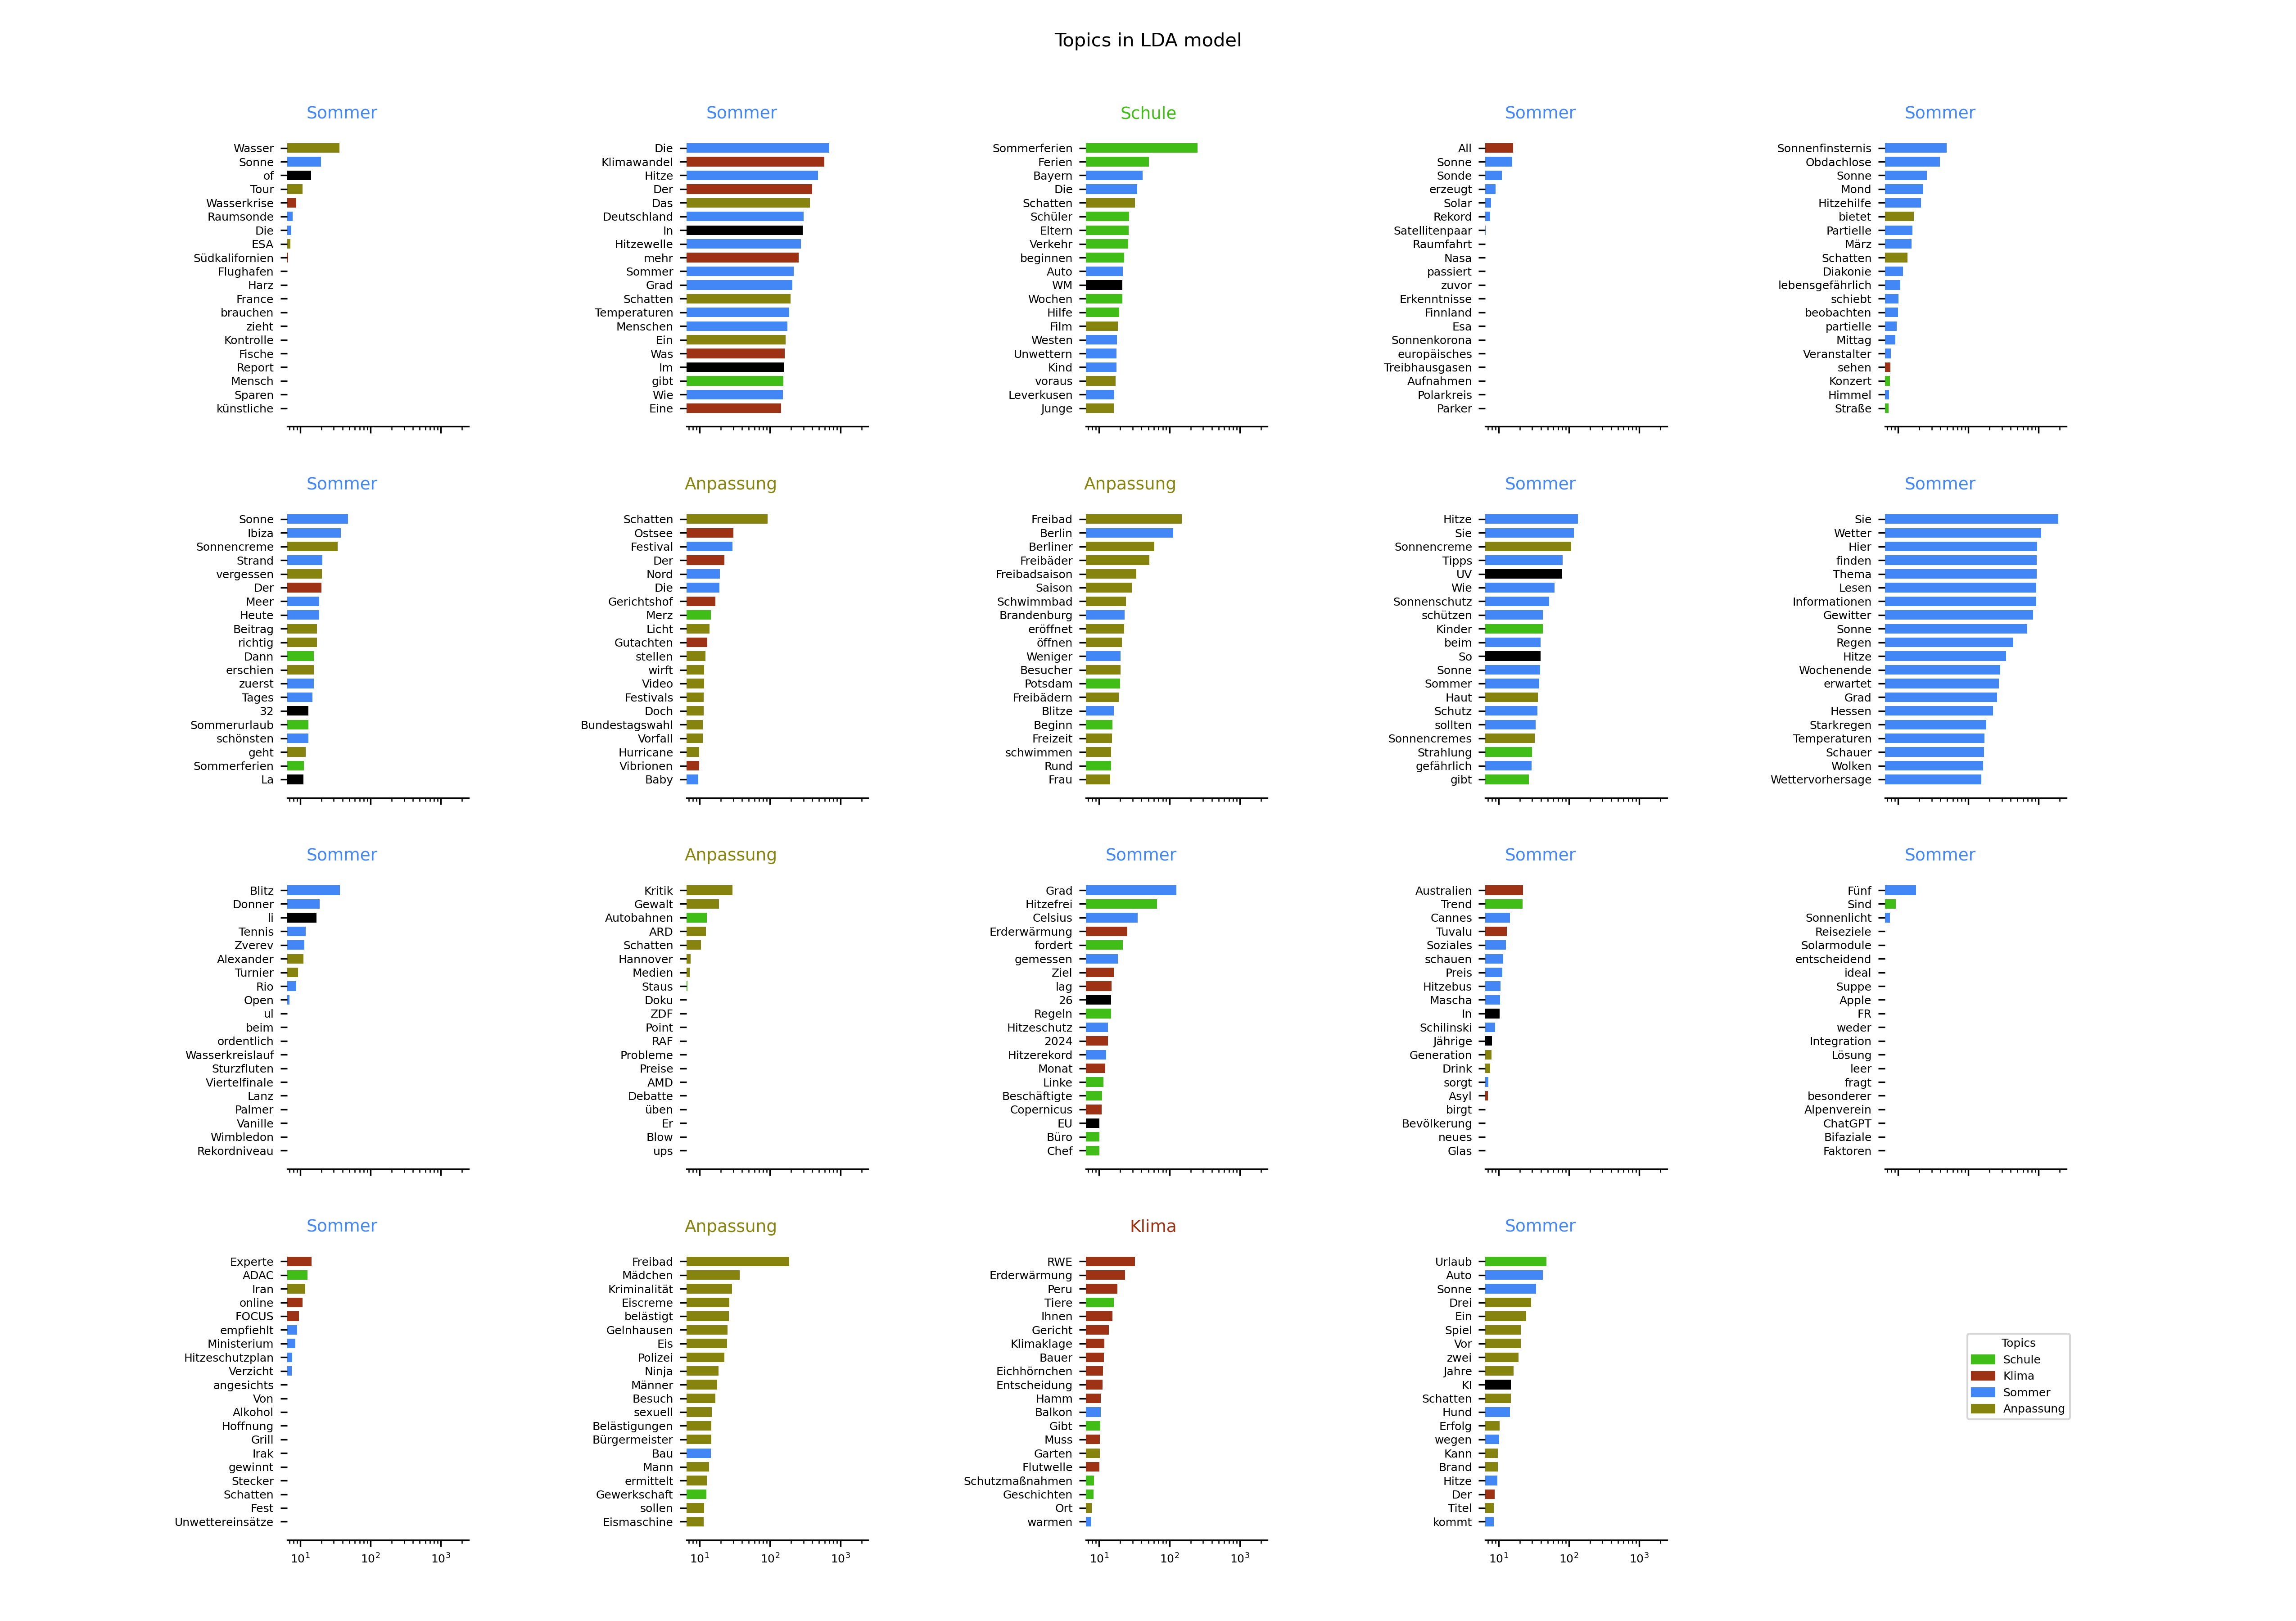 Topics in LDA model
Sommer
Wasser
Sonne
of
Tour
Wasserkrise
Raumsonde
Die
ESA
Südkalifornien
Flughafen
Harz
France
brauchen
zieht
Kontrolle
Fische
Report
Mensch
Sparen
künstliche
Sommer
Die
Klimawandel
Hitze
Der
Das
Deutschland
In
Hitzewelle
mehr
Sommer
Grad
Schatten
Temperaturen
Menschen
Ein
Was
Im
gibt
Wie
Eine
Schule
Sommerferien
Ferien
Bayern
Die
Schatten
Schüler
Eltern
Verkehr
beginnen
Auto
WM
Wochen
Hilfe
Film
Westen
Unwettern
Kind
voraus
Leverkusen
Junge
Sommer
All
Sonne
Sonde
erzeugt
Solar
Rekord
Satellitenpaar
Raumfahrt
Nasa
passiert
zuvor
Erkenntnisse
Finnland
Esa
Sonnenkorona
europäisches
Treibhausgasen
Aufnahmen
Polarkreis
Parker
Sommer
Sonnenfinsternis
Obdachlose
Sonne
Mond
Hitzehilfe
bietet
Partielle
März
Schatten
Diakonie
lebensgefährlich
schiebt
beobachten
partielle
Mittag
Veranstalter
sehen
Konzert
Himmel
Straße
Sommer
Sonne
Ibiza
Sonnencreme
Strand
vergessen
Der
Meer
Heute
Beitrag
richtig
Dann
erschien
zuerst
Tages
32
Sommerurlaub
schönsten
geht
Sommerferien
La
Anpassung
Schatten
Ostsee
Festival
Der
Nord
Die
Gerichtshof
Merz
Licht
Gutachten
stellen
wirft
Video
Festivals
Doch
Bundestagswahl
Vorfall
Hurricane
Vibrionen
Baby
Anpassung
Freibad
Berlin
Berliner
Freibäder
Freibadsaison
Saison
Schwimmbad
Brandenburg
eröffnet
öffnen
Weniger
Besucher
Potsdam
Freibädern
Blitze
Beginn
Freizeit
schwimmen
Rund
Frau
Sommer
Hitze
Sie
Sonnencreme
Tipps
UV
Wie
Sonnenschutz
schützen
Kinder
beim
So
Sonne
Sommer
Haut
Schutz
sollten
Sonnencremes
Strahlung
gefährlich
gibt
Sommer
Sie
Wetter
Hier
finden
Thema
Lesen
Informationen
Gewitter
Sonne
Regen
Hitze
Wochenende
erwartet
Grad
Hessen
Starkregen
Temperaturen
Schauer
Wolken
Wettervorhersage
Sommer
Blitz
Donner
li
Tennis
Zverev
Alexander
Turnier
Rio
Open
ul
beim
ordentlich
Wasserkreislauf
Sturzfluten
Viertelfinale
Lanz
Palmer
Vanille
Wimbledon
Rekordniveau
Anpassung
Kritik
Gewalt
Autobahnen
ARD
Schatten
Hannover
Medien
Staus
Doku
ZDF
Point
RAF
Probleme
Preise
AMD
Debatte
üben
Er
Blow
ups
Sommer
Grad
Hitzefrei
Celsius
Erderwärmung
fordert
gemessen
Ziel
lag
26
Regeln
Hitzeschutz
2024
Hitzerekord
Monat
Linke
Beschäftigte
Copernicus
EU
Büro
Chef
Sommer
Australien
Trend
Cannes
Tuvalu
Soziales
schauen
Preis
Hitzebus
Mascha
In
Schilinski
Jährige
Generation
Drink
sorgt
Asyl
birgt
Bevölkerung
neues
Glas
Sommer
Fünf
Sind
Sonnenlicht
Reiseziele
Solarmodule
entscheidend
ideal
Suppe
Apple
FR
weder
Integration
Lösung
leer
fragt
besonderer
Alpenverein
ChatGPT
Bifaziale
Faktoren
Sommer
Experte
ADAC
Iran
online
FOCUS
empfiehlt
Ministerium
Hitzeschutzplan
Verzicht
angesichts
Von
Alkohol
Hoffnung
Grill
Irak
gewinnt
Stecker
Schatten
Fest
Unwettereinsätze
10¹ 10² 10³
Anpassung
Freibad
Mädchen
Kriminalität
Eiscreme
belästigt
Gelnhausen
Eis
Polizei
Ninja
Männer
Besuch
sexuell
Belästigungen
Bürgermeister
Bau
Mann
ermittelt
Gewerkschaft
sollen
Eismaschine
10¹ 10² 10³
Klima
RWE
Erderwärmung
Peru
Tiere
Ihnen
Gericht
Klimaklage
Bauer
Eichhörnchen
Entscheidung
Hamm
Balkon
Gibt
Muss
Garten
Flutwelle
Schutzmaßnahmen
Geschichten
Ort
warmen
10¹ 10² 10³
Sommer
Urlaub
Auto
Sonne
Drei
Ein
Spiel
Vor
zwei
Jahre
KI
Schatten
Hund
Erfolg
wegen
Kann
Brand
Hitze
Der
Titel
kommt
10¹ 10² 10³
Topics
Schule
Klima
Sommer
Anpassung